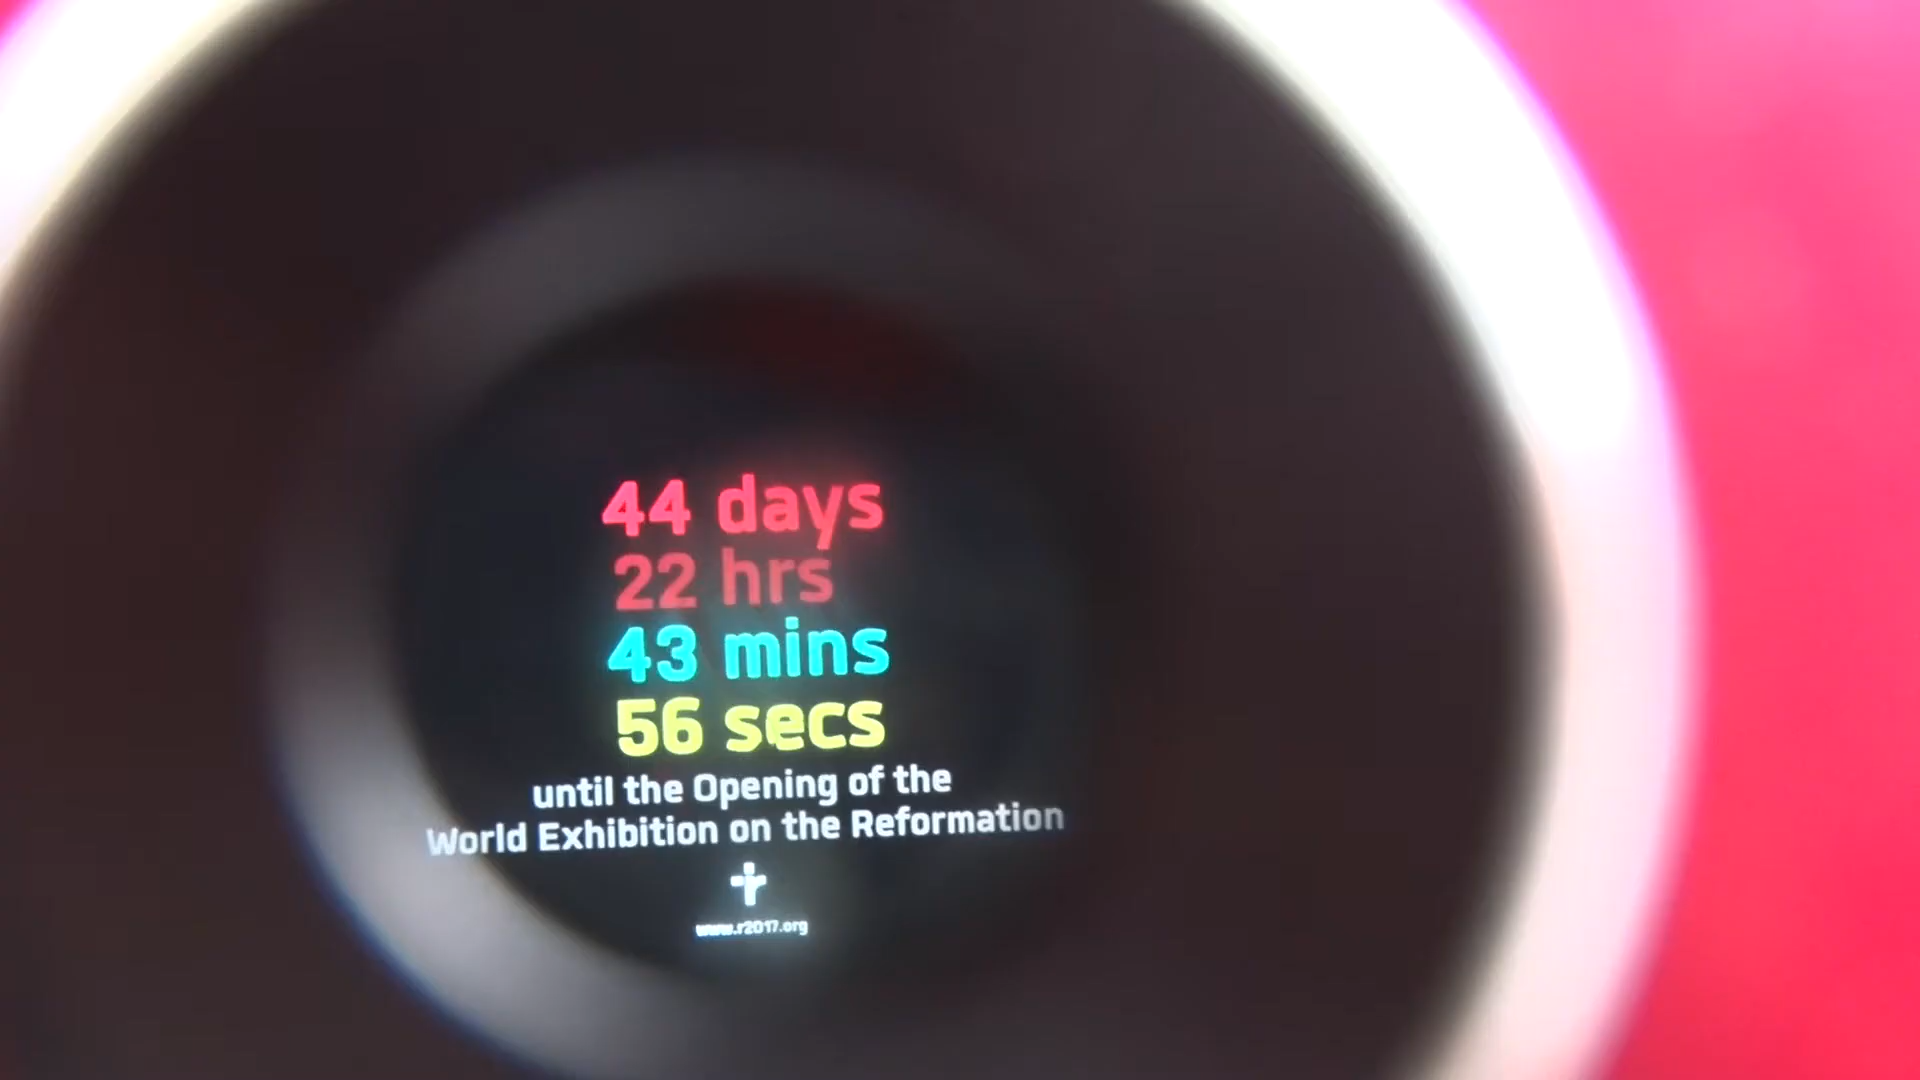 44 days
22 hrs
43 mins
56 secs
until the Opening of the
World Exhibition on the Reformation
www.r2017.org